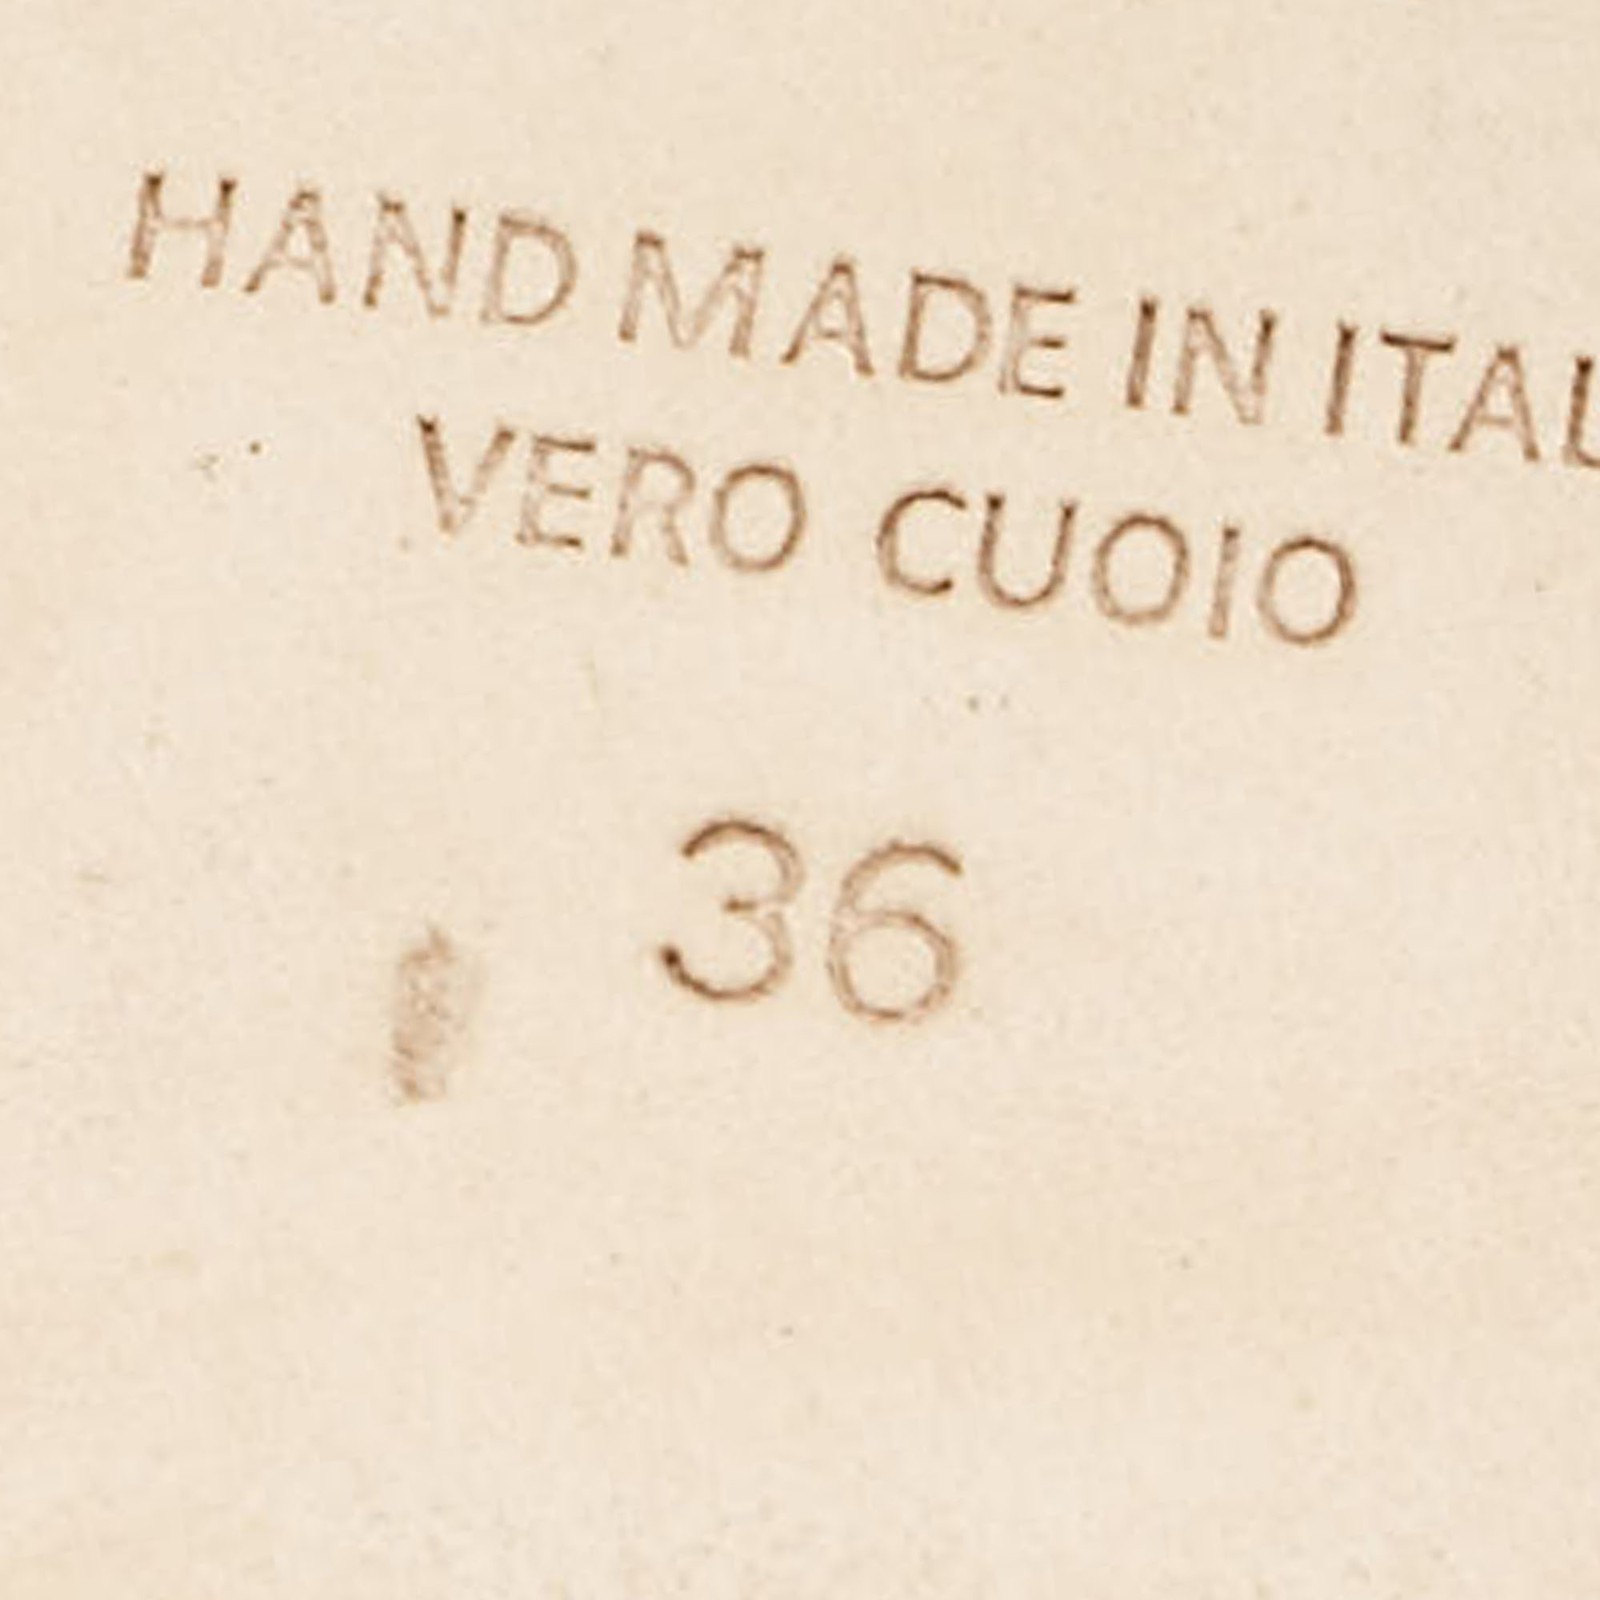 HAND MADE IN ITAL
VERO CUOIO
36